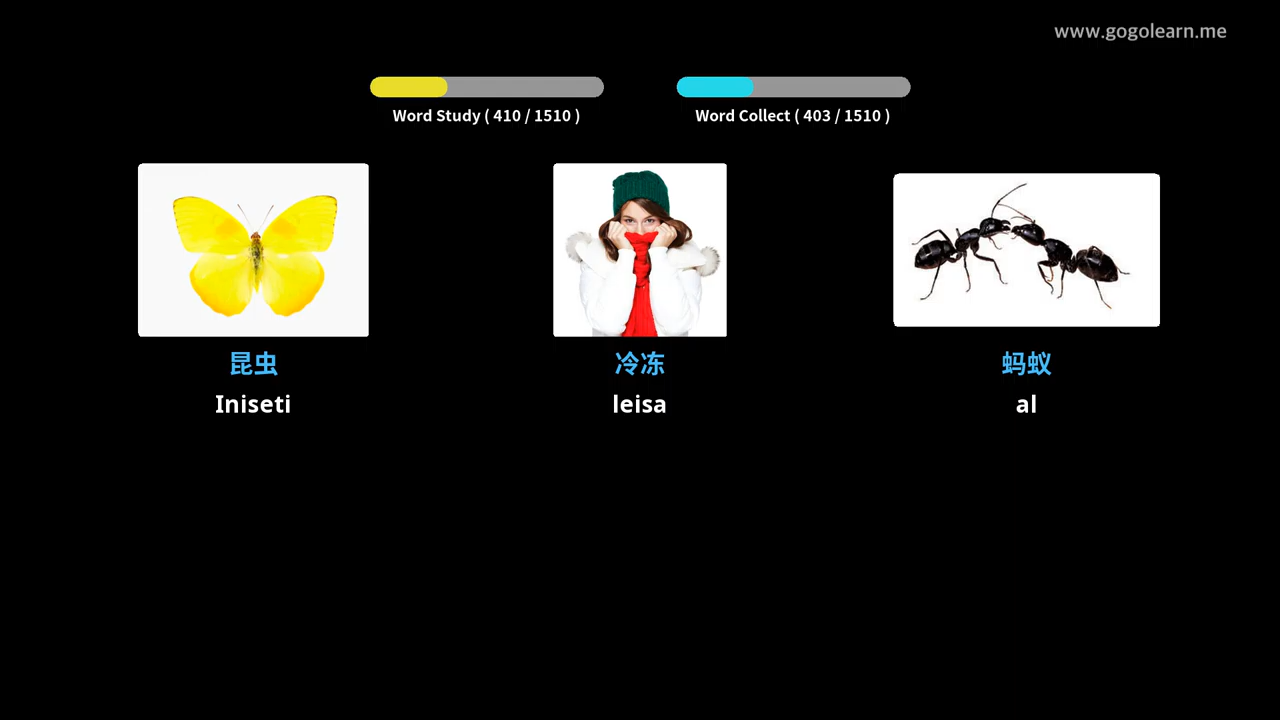 www.gogolearn.me
Word Study ( 410 / 1510 )
Word Collect ( 403 / 1510 )
昆虫
冷冻
蚂蚁
Iniseti
leisa
al